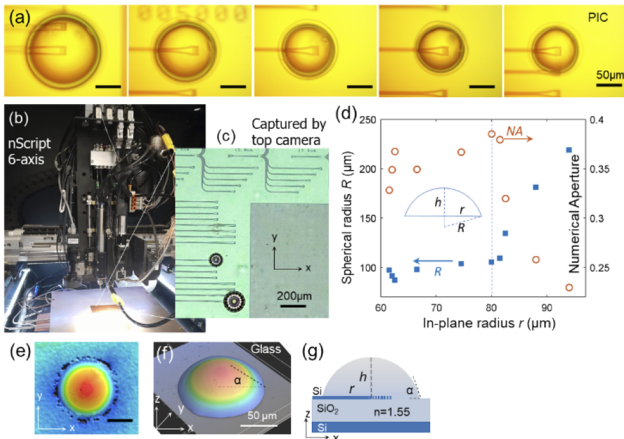 (a)
005000
PIC
50µm
(b)
nScript
6-axis
(c)
Captured by
top camera
y
x
200µm
(d)
250
200
150
100
Spherical radius R (µm)
60
70
80
90
In-plane radius r (µm)
0.4
0.35
0.3
0.25
Numerical Aperture
NA
h
r
R
R
(e)
y
x
(f)
Glass
α
z
y
x
50 µm
(g)
h
Si
r
α
SiO₂
n=1.55
z
Si
x